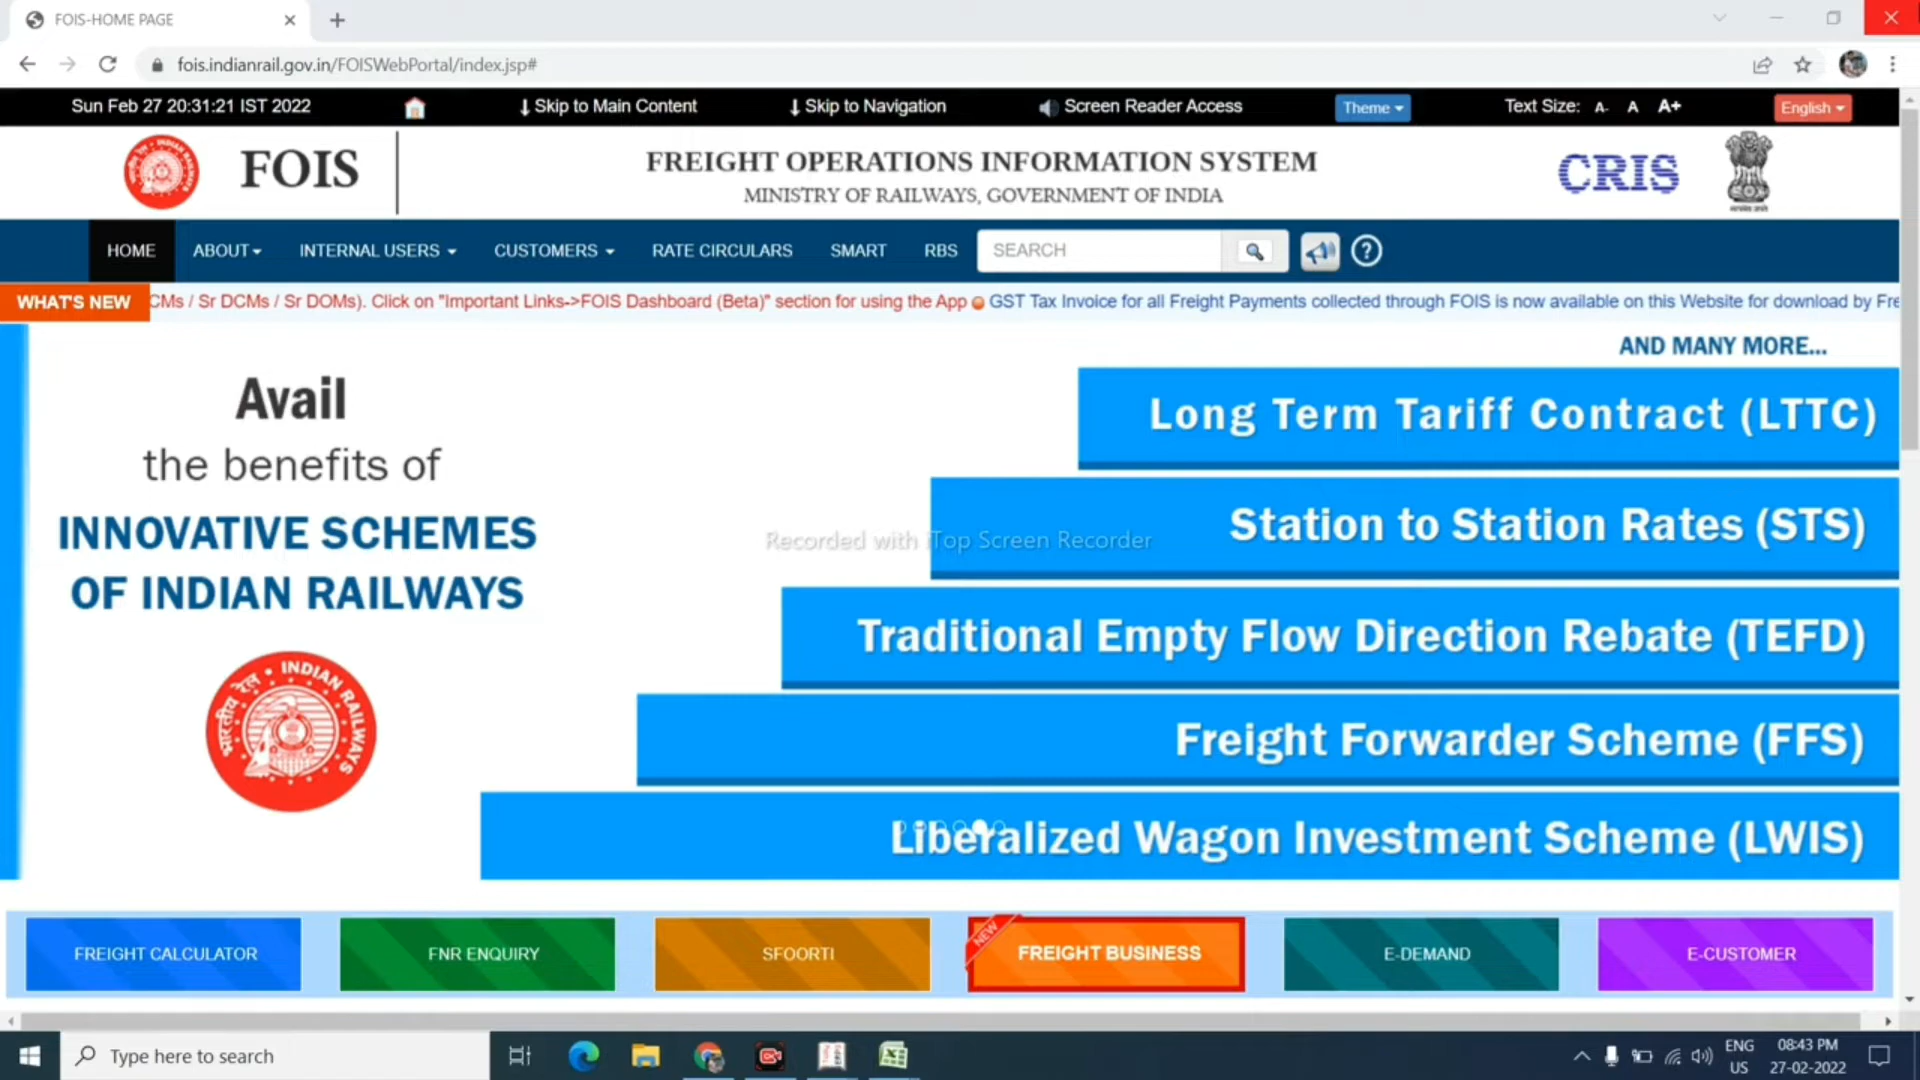 FOIS-HOME PAGE
fois.indianrail.gov.in/FOISWebPortal/index.jsp#
Sun Feb 27 20:31:21 IST 2022
Skip to Main Content
Skip to Navigation
Screen Reader Access
Theme
Text Size: A- A A+
English
FOIS
FREIGHT OPERATIONS INFORMATION SYSTEM
MINISTRY OF RAILWAYS, GOVERNMENT OF INDIA
CRIS
HOME
ABOUT
INTERNAL USERS
CUSTOMERS
RATE CIRCULARS
SMART
RBS
SEARCH
?
WHAT'S NEW
CMs / Sr DCMs / Sr DOMs). Click on "Important Links->FOIS Dashboard (Beta)" section for using the App
GST Tax Invoice for all Freight Payments collected through FOIS is now available on this Website for download by Fre
AND MANY MORE...
Avail
the benefits of
INNOVATIVE SCHEMES
OF INDIAN RAILWAYS
INDIAN RAILWAYS
भारतीय रेल
Long Term Tariff Contract (LTTC)
Station to Station Rates (STS)
Recorded with iTop Screen Recorder
Traditional Empty Flow Direction Rebate (TEFD)
Freight Forwarder Scheme (FFS)
Liberalized Wagon Investment Scheme (LWIS)
FREIGHT CALCULATOR
FNR ENQUIRY
SFOORTI
NEW
FREIGHT BUSINESS
E-DEMAND
E-CUSTOMER
Type here to search
ENG
US
08:43 PM
27-02-2022